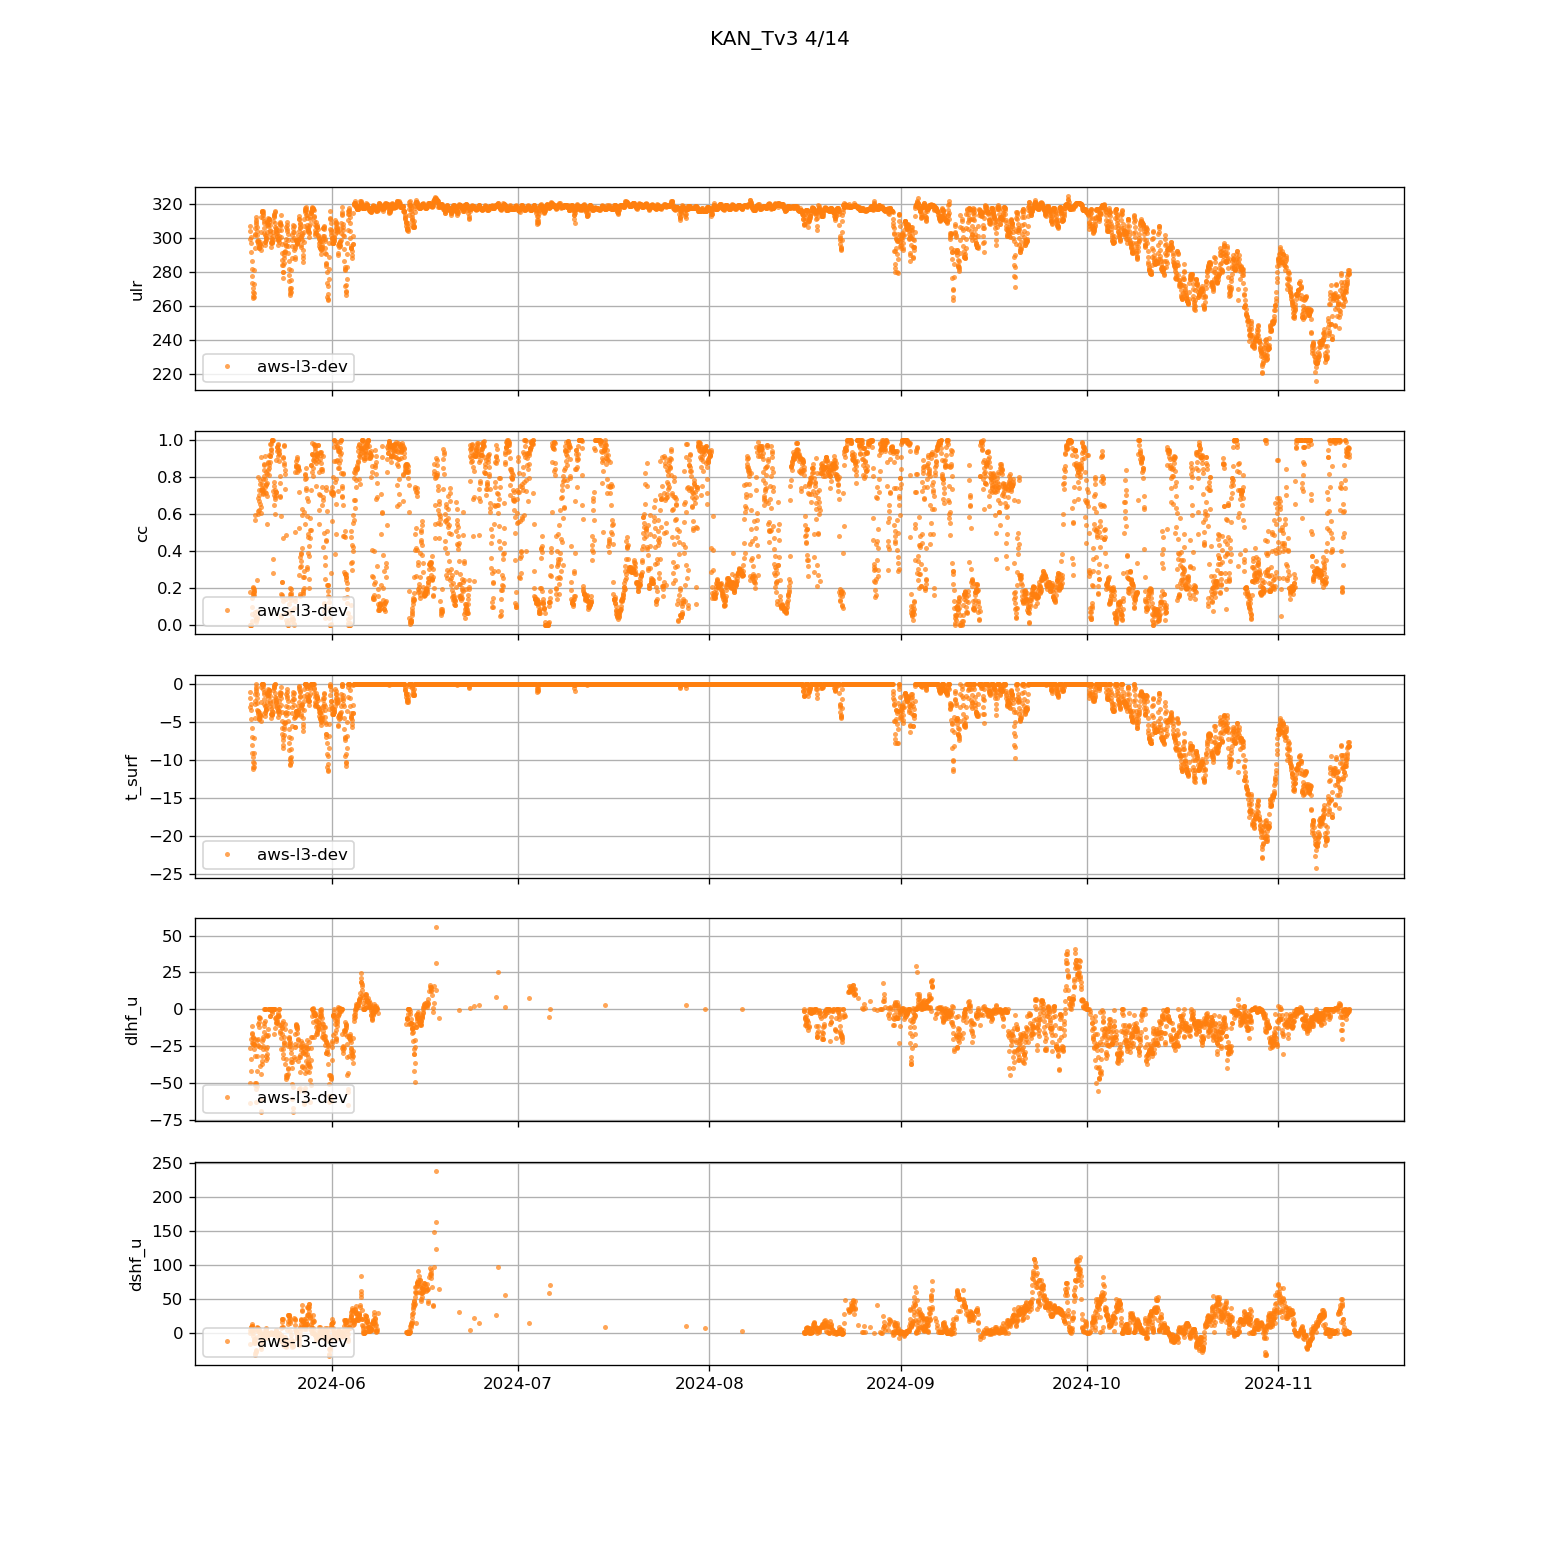 KAN_Tv3 4/14
320
300
280
260
240
220
ulr
aws-l3-dev
1.0
0.8
0.6
0.4
0.2
0.0
cc
aws-l3-dev
0
−5
−10
−15
−20
−25
t_surf
aws-l3-dev
50
25
0
−25
−50
−75
dlhf_u
aws-l3-dev
250
200
150
100
50
0
dshf_u
aws-l3-dev
2024-06 2024-07 2024-08 2024-09 2024-10 2024-11